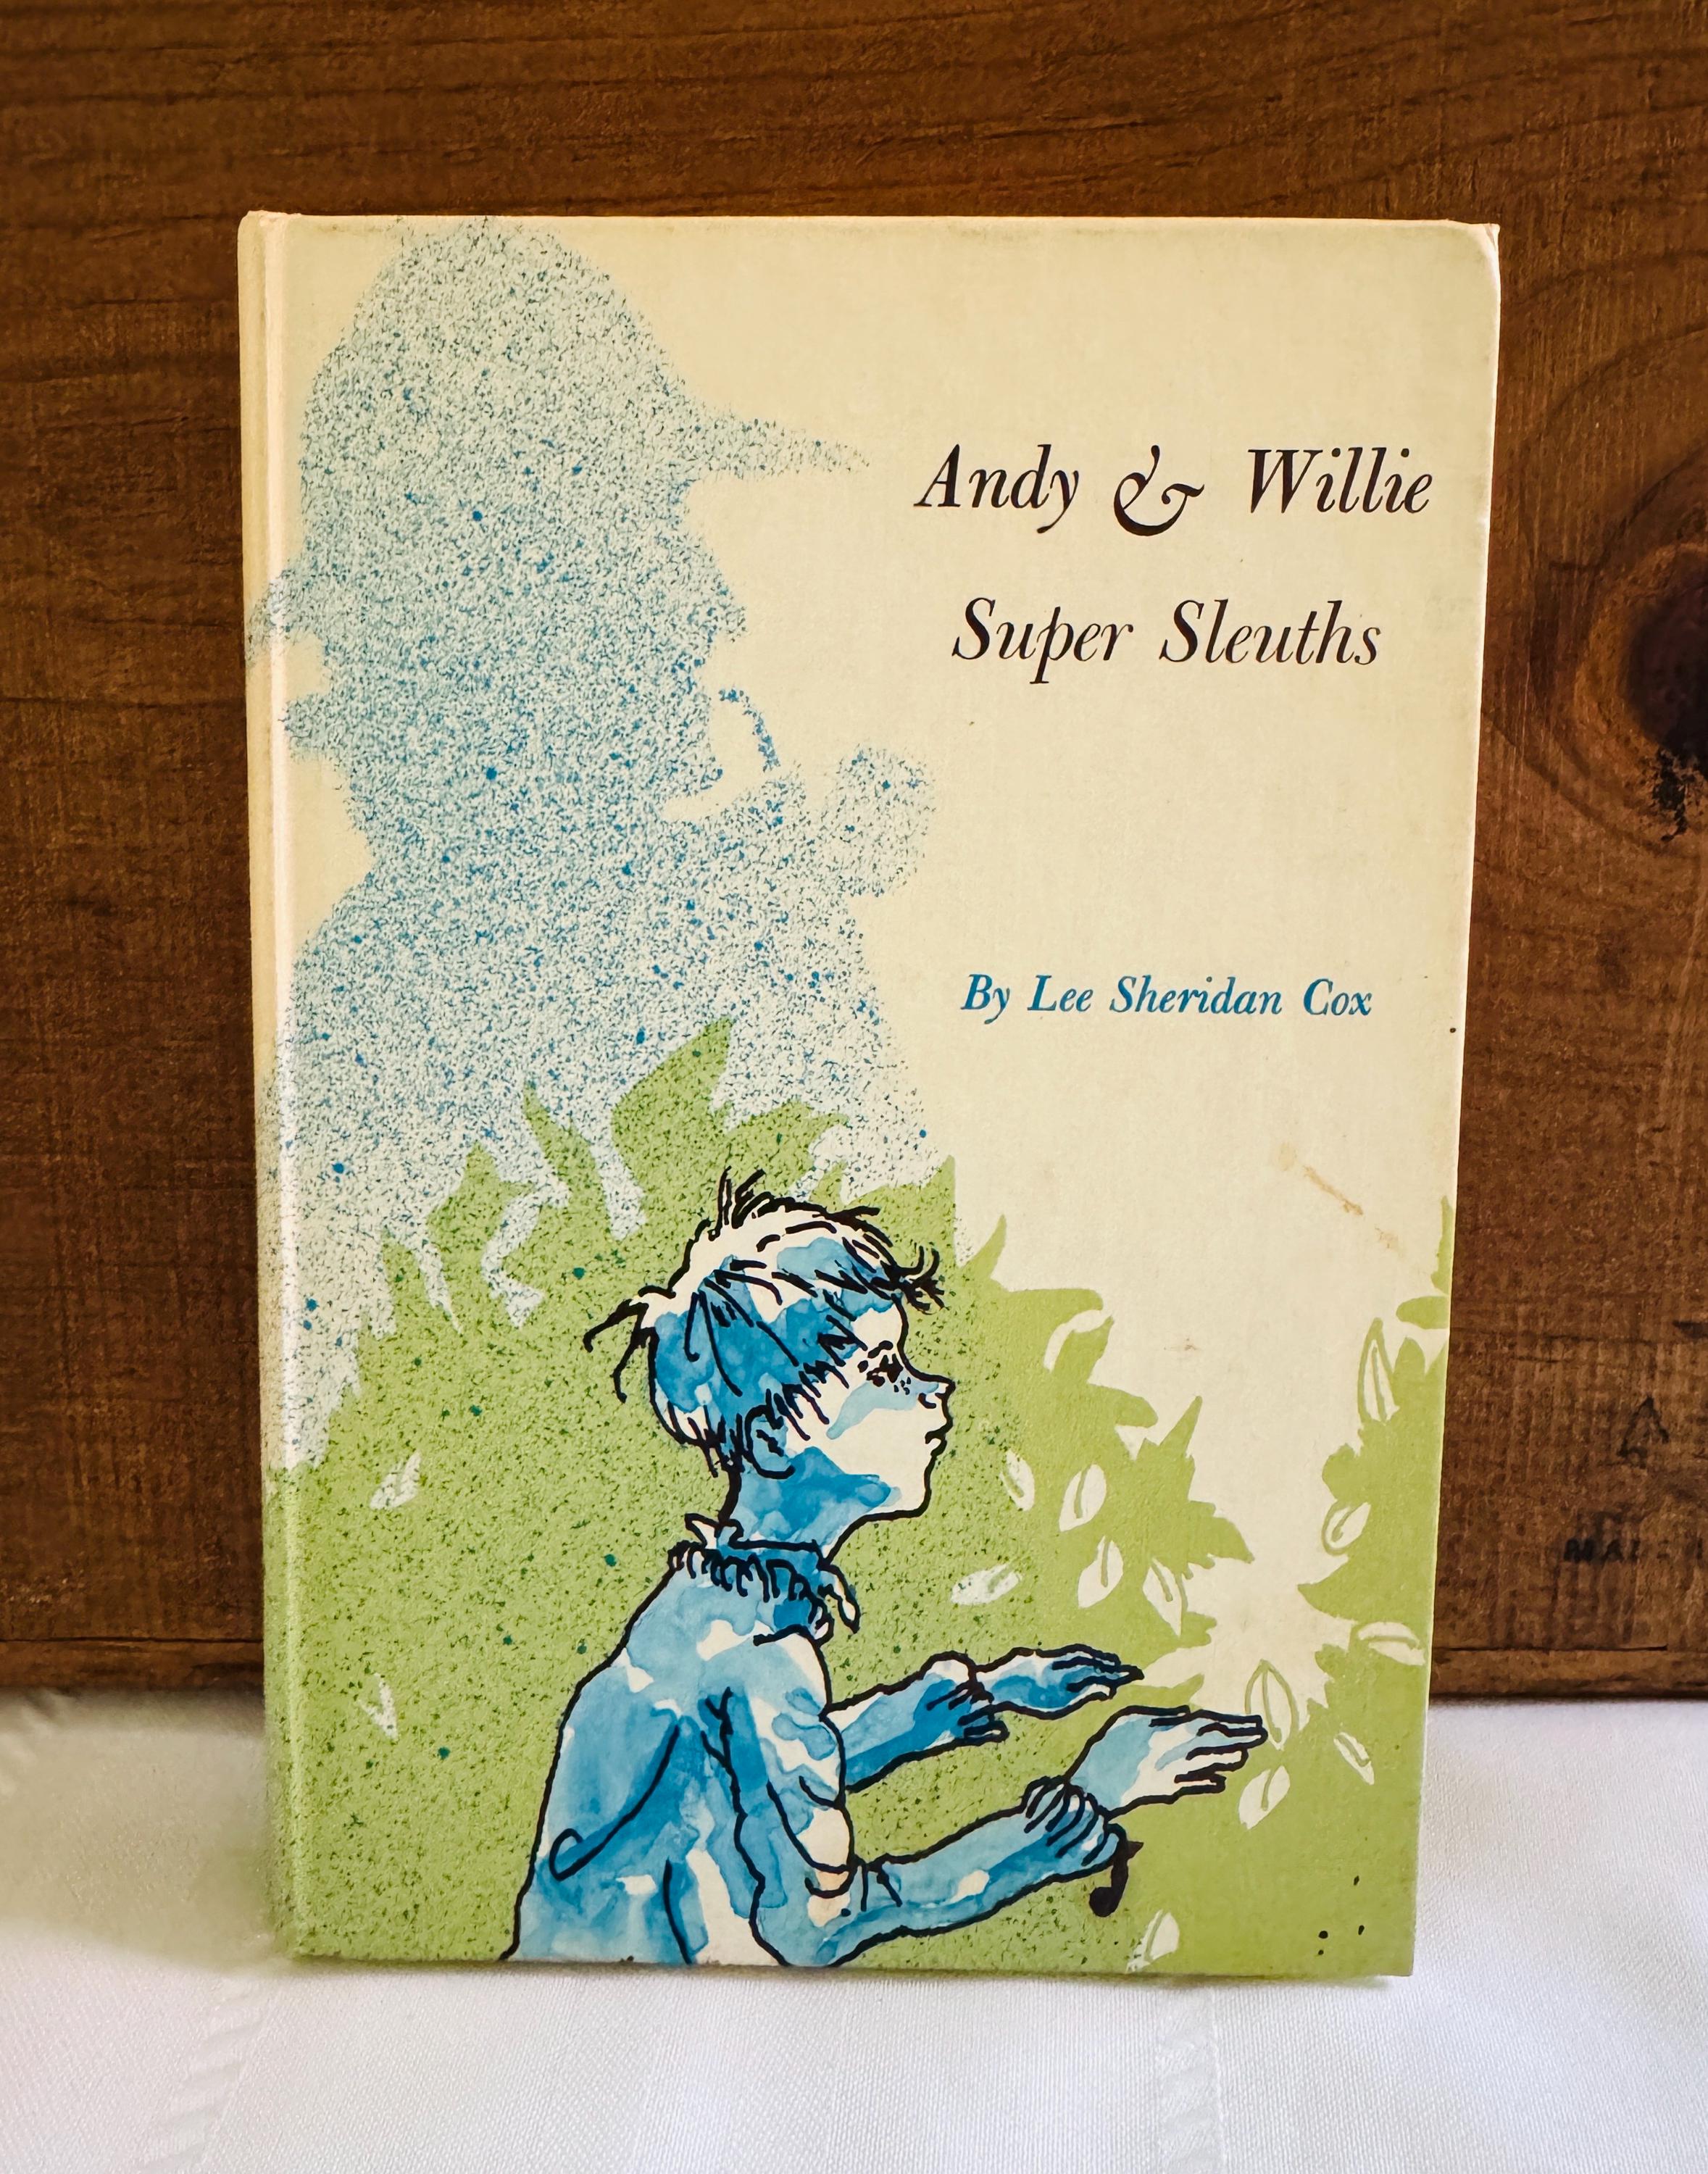 Andy & Willie
Super Sleuths
By Lee Sheridan Cox